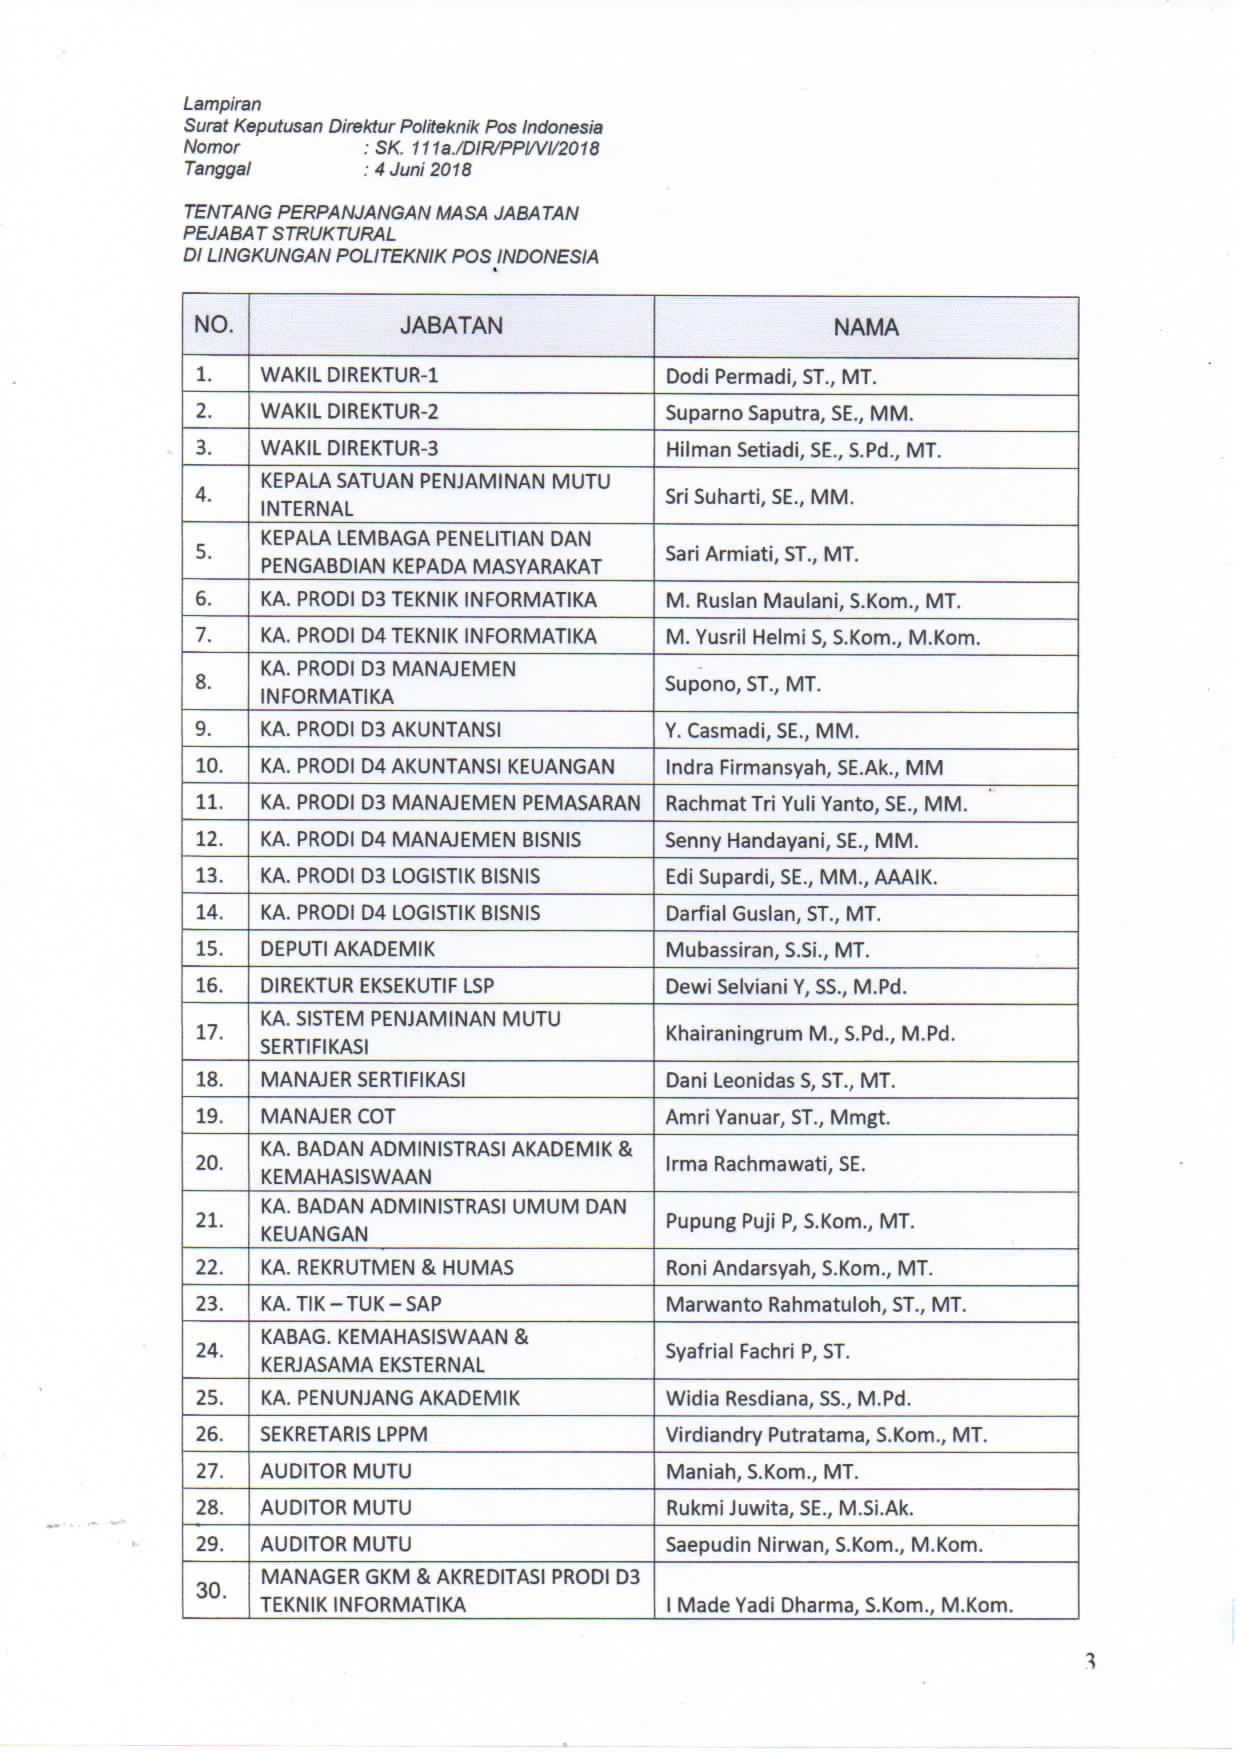 Lampiran
Surat Keputusan Direktur Politeknik Pos Indonesia
Nomor : SK. 111a./DIR/PPI/VI/2018
Tanggal : 4 Juni 2018
TENTANG PERPANJANGAN MASA JABATAN
PEJABAT STRUKTURAL
DI LINGKUNGAN POLITEKNIK POS INDONESIA
NO. JABATAN NAMA
1. WAKIL DIREKTUR-1 Dodi Permadi, ST., MT.
2. WAKIL DIREKTUR-2 Suparno Saputra, SE., MM.
3. WAKIL DIREKTUR-3 Hilman Setiadi, SE., S.Pd., MT.
4. KEPALA SATUAN PENJAMINAN MUTU
INTERNAL Sri Suharti, SE., MM.
5. KEPALA LEMBAGA PENELITIAN DAN
PENGABDIAN KEPADA MASYARAKAT Sari Armiati, ST., MT.
6. KA. PRODI D3 TEKNIK INFORMATIKA M. Ruslan Maulani, S.Kom., MT.
7. KA. PRODI D4 TEKNIK INFORMATIKA M. Yusril Helmi S, S.Kom., M.Kom.
8. KA. PRODI D3 MANAJEMEN
INFORMATIKA Supono, ST., MT.
9. KA. PRODI D3 AKUNTANSI Y. Casmadi, SE., MM.
10. KA. PRODI D4 AKUNTANSI KEUANGAN Indra Firmansyah, SE.Ak., MM
11. KA. PRODI D3 MANAJEMEN PEMASARAN Rachmat Tri Yuli Yanto, SE., MM.
12. KA. PRODI D4 MANAJEMEN BISNIS Senny Handayani, SE., MM.
13. KA. PRODI D3 LOGISTIK BISNIS Edi Supardi, SE., MM., AAAIK.
14. KA. PRODI D4 LOGISTIK BISNIS Darfial Guslan, ST., MT.
15. DEPUTI AKADEMIK Mubassiran, S.Si., MT.
16. DIREKTUR EKSEKUTIF LSP Dewi Selviani Y, SS., M.Pd.
17. KA. SISTEM PENJAMINAN MUTU
SERTIFIKASI Khairaningrum M., S.Pd., M.Pd.
18. MANAJER SERTIFIKASI Dani Leonidas S, ST., MT.
19. MANAJER COT Amri Yanuar, ST., Mmgt.
20. KA. BADAN ADMINISTRASI AKADEMIK &
KEMAHASISWAAN Irma Rachmawati, SE.
21. KA. BADAN ADMINISTRASI UMUM DAN
KEUANGAN Pupung Puji P, S.Kom., MT.
22. KA. REKRUTMEN & HUMAS Roni Andarsyah, S.Kom., MT.
23. KA. TIK – TUK – SAP Marwanto Rahmatuloh, ST., MT.
24. KABAG. KEMAHASISWAAN &
KERJASAMA EKSTERNAL Syafrial Fachri P, ST.
25. KA. PENUNJANG AKADEMIK Widia Resdiana, SS., M.Pd.
26. SEKRETARIS LPPM Virdiandry Putratama, S.Kom., MT.
27. AUDITOR MUTU Maniah, S.Kom., MT.
28. AUDITOR MUTU Rukmi Juwita, SE., M.Si.Ak.
29. AUDITOR MUTU Saepudin Nirwan, S.Kom., M.Kom.
30. MANAGER GKM & AKREDITASI PRODI D3
TEKNIK INFORMATIKA I Made Yadi Dharma, S.Kom., M.Kom.
3